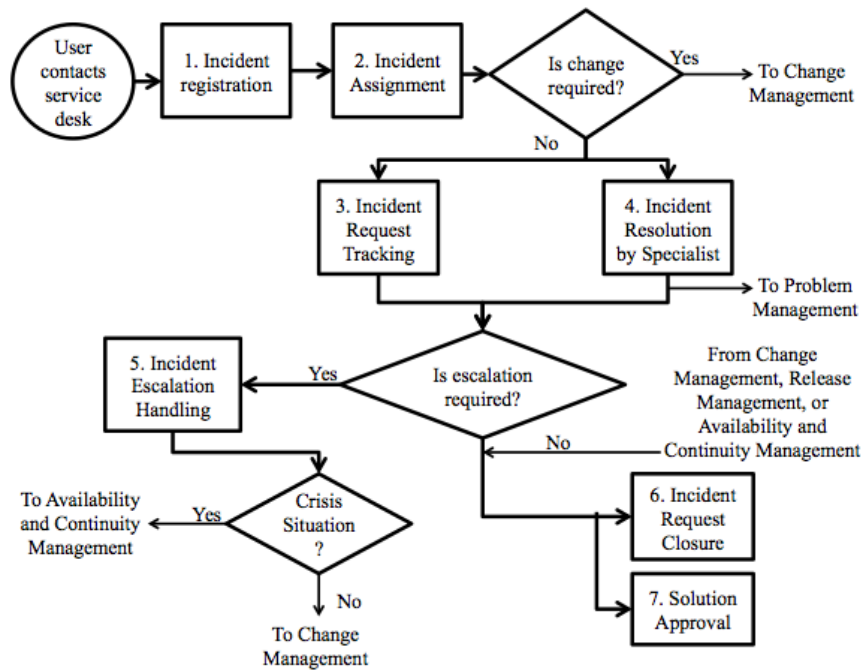 User
contacts
service
desk
1. Incident
registration
2. Incident
Assignment
Is change
required?
Yes
To Change
Management
No
3. Incident
Request
Tracking
4. Incident
Resolution
by Specialist
To Problem
Management
5. Incident
Escalation
Handling
Yes
Is escalation
required?
From Change
Management, Release
Management, or
Availability and
Continuity Management
No
To Availability
and Continuity
Management
Yes
Crisis
Situation
?
6. Incident
Request
Closure
No
To Change
Management
7. Solution
Approval